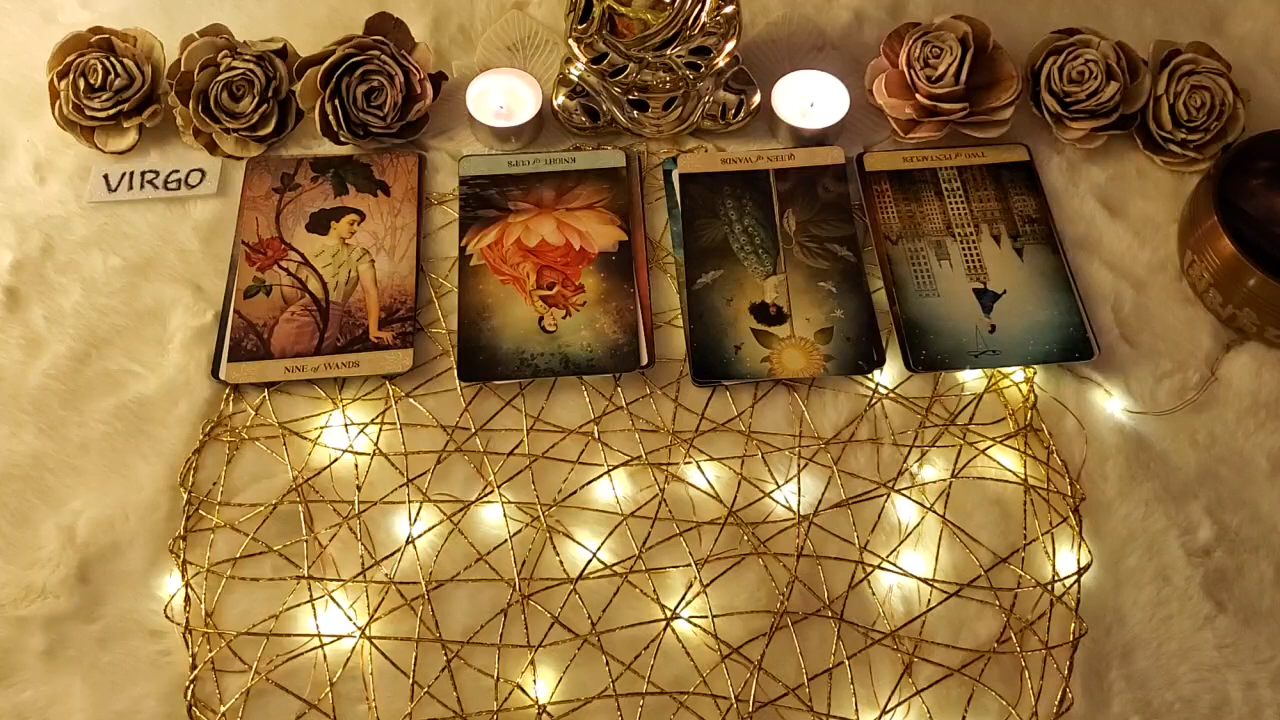 VIRGO
NINE of WANDS
KNIGHT of CUPS
QUEEN of WANDS
TWO of PENTACLES